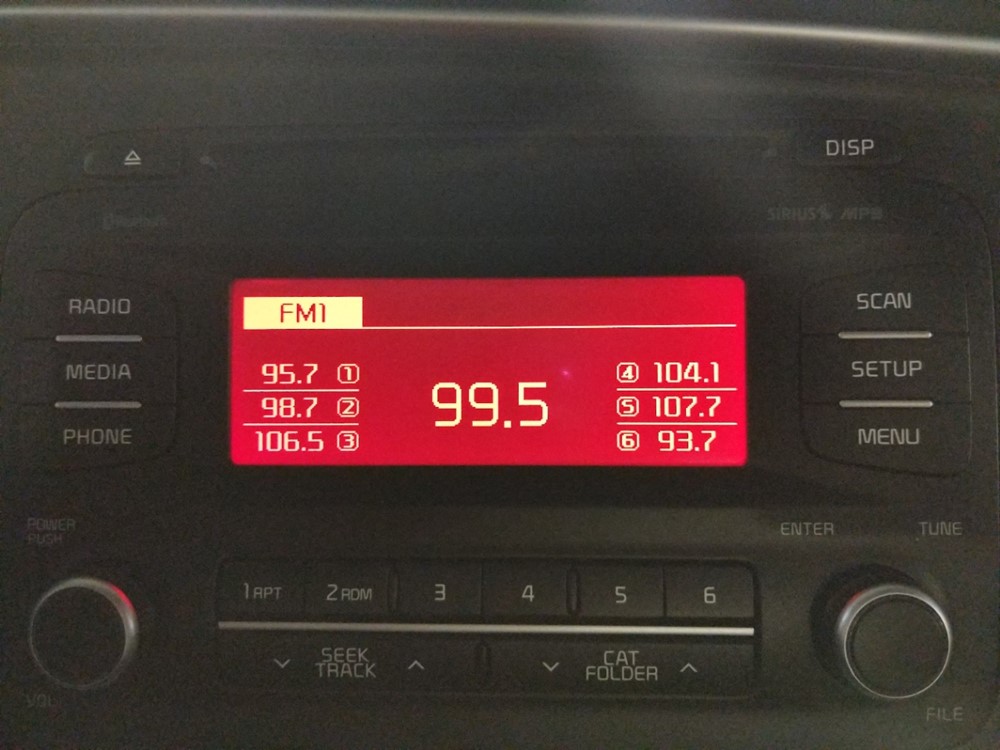 DISP
Bluetooth
SIRIUS MP3
RADIO
MEDIA
PHONE
FM1
95.7 1
98.7 2
106.5 3
99.5
4 104.1
5 107.7
6 93.7
SCAN
SETUP
MENU
POWER
PUSH
VOL
1 RPT 2 RDM 3 4 5 6
SEEK
TRACK
CAT
FOLDER
ENTER TUNE
FILE